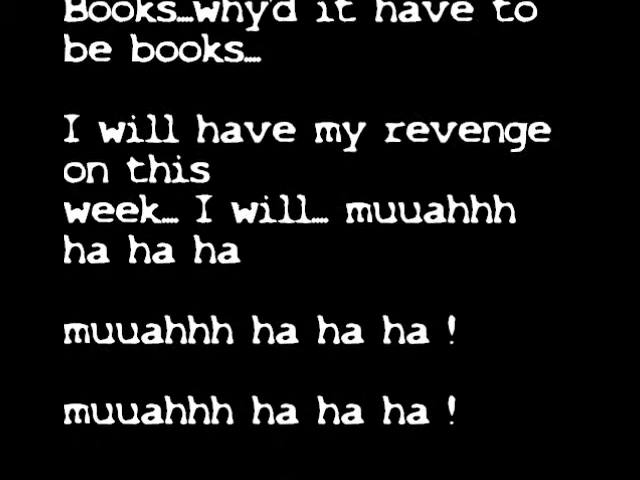 Books...why'd it have to
be books...
I will have my revenge
on this
week... I will... muuahhh
ha ha ha
muuahhh ha ha ha !
muuahhh ha ha ha !